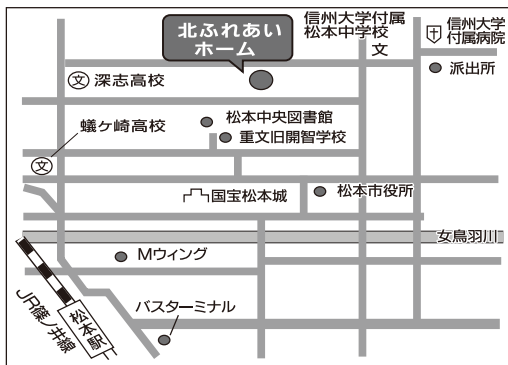 北ふれあい
ホーム
信州大学付属
松本中学校
文
信州大学
付属病院
派出所
文 深志高校
松本中央図書館
重文旧開智学校
蟻ヶ崎高校
文
国宝松本城
松本市役所
女鳥羽川
Mウィング
バスターミナル
松本駅
JR篠ノ井線